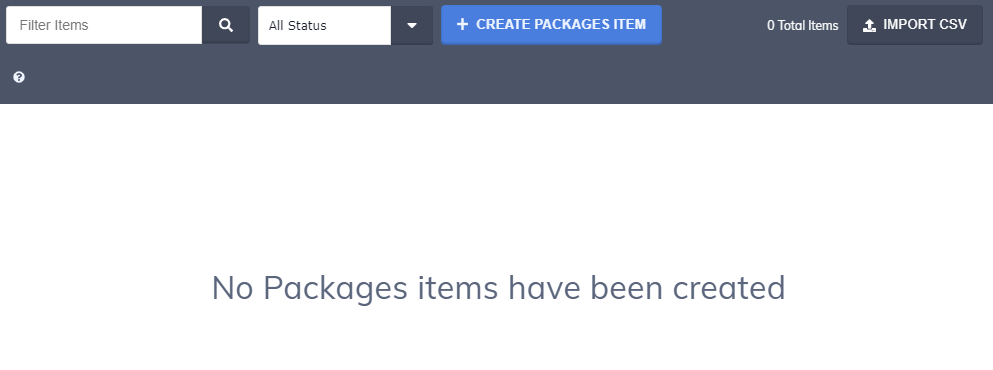 Filter Items
All Status
CREATE PACKAGES ITEM
0 Total Items
IMPORT CSV
No Packages items have been created